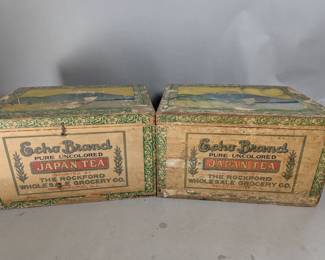 Echo Brand
PURE UNCOLORED
JAPAN TEA
THE ROCKFORD
WHOLESALE GROCERY CO.
Echo Brand
PURE UNCOLORED
JAPAN TEA
THE ROCKFORD
WHOLESALE GROCERY CO.